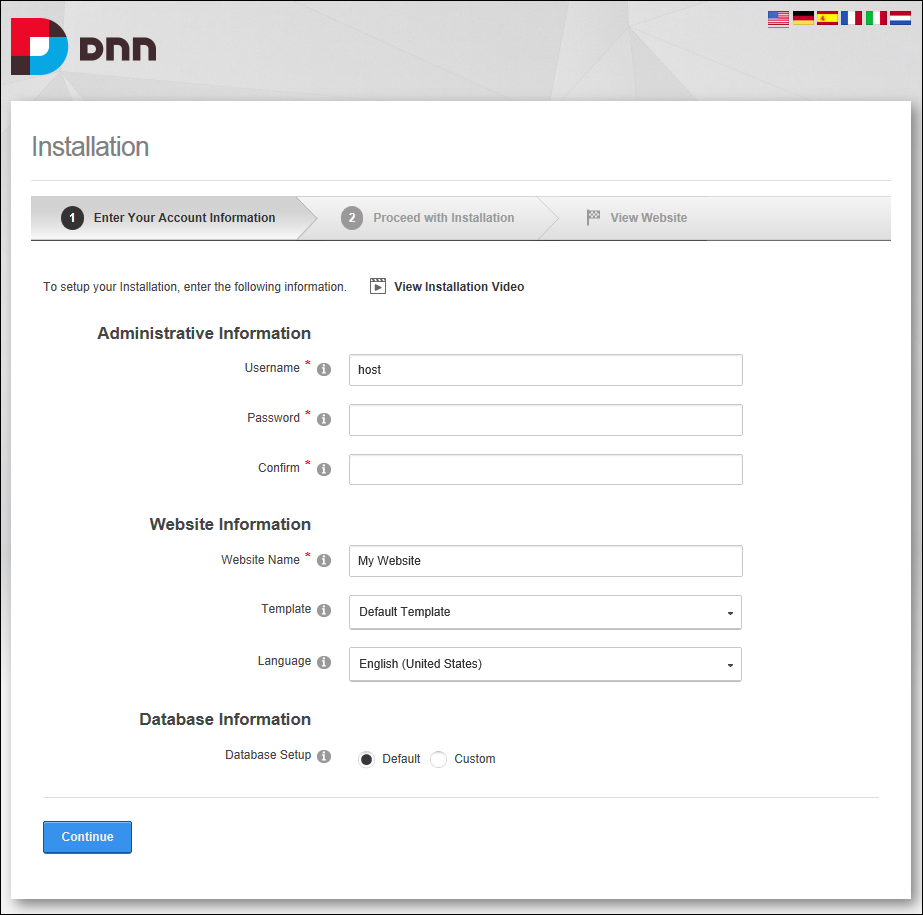 DNN
Installation
1 Enter Your Account Information 2 Proceed with Installation View Website
To setup your Installation, enter the following information. View Installation Video
Administrative Information
Username * i host
Password * i
Confirm * i
Website Information
Website Name * i My Website
Template i Default Template
Language i English (United States)
Database Information
Database Setup i Default Custom
Continue